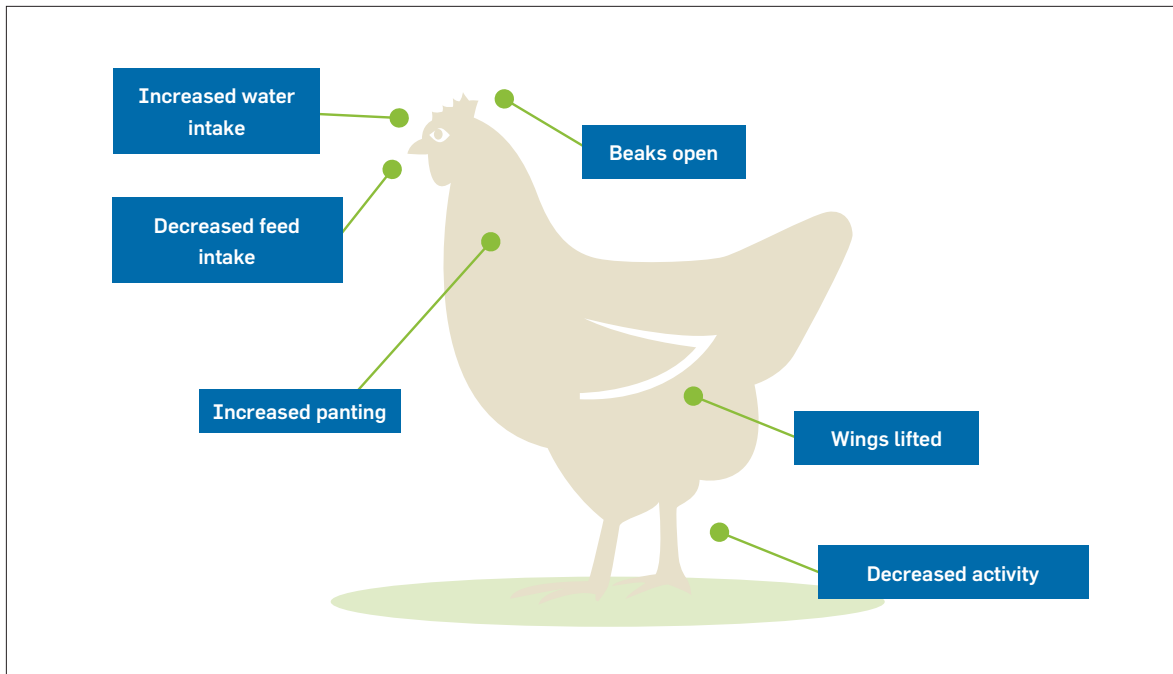 Increased water
intake
Beaks open
Decreased feed
intake
Increased panting
Wings lifted
Decreased activity